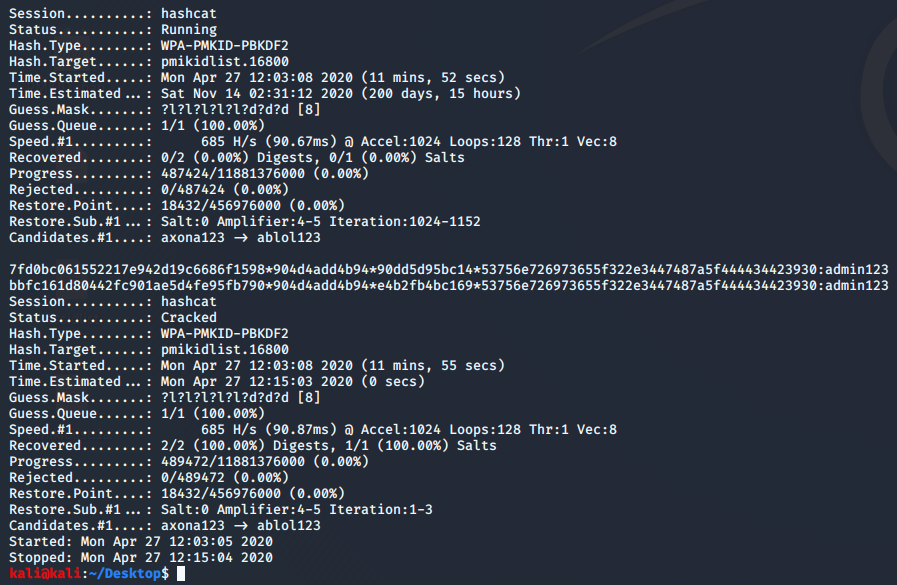 Session..........: hashcat
Status...........: Running
Hash.Type........: WPA-PMKID-PBKDF2
Hash.Target......: pmikidlist.16800
Time.Started.....: Mon Apr 27 12:03:08 2020 (11 mins, 52 secs)
Time.Estimated...: Sat Nov 14 02:31:12 2020 (200 days, 15 hours)
Guess.Mask.......: ?l?l?l?l?l?d?d?d [8]
Guess.Queue......: 1/1 (100.00%)
Speed.#1.........:      685 H/s (90.67ms) @ Accel:1024 Loops:128 Thr:1 Vec:8
Recovered........: 0/2 (0.00%) Digests, 0/1 (0.00%) Salts
Progress.........: 487424/11881376000 (0.00%)
Rejected.........: 0/487424 (0.00%)
Restore.Point....: 18432/456976000 (0.00%)
Restore.Sub.#1...: Salt:0 Amplifier:4-5 Iteration:1024-1152
Candidates.#1....: axona123 -> ablol123
7fd0bc061552217e942d19c6686f1598*904d4add4b94*90dd5d95bc14*53756e726973655f322e3447487a5f444434423930:admin123
bbfc161d80442fc901ae5d4fe95fb790*904d4add4b94*e4b2fb4bc169*53756e726973655f322e3447487a5f444434423930:admin123
Session..........: hashcat
Status...........: Cracked
Hash.Type........: WPA-PMKID-PBKDF2
Hash.Target......: pmikidlist.16800
Time.Started.....: Mon Apr 27 12:03:08 2020 (11 mins, 55 secs)
Time.Estimated...: Mon Apr 27 12:15:03 2020 (0 secs)
Guess.Mask.......: ?l?l?l?l?l?d?d?d [8]
Guess.Queue......: 1/1 (100.00%)
Speed.#1.........:      685 H/s (90.87ms) @ Accel:1024 Loops:128 Thr:1 Vec:8
Recovered........: 2/2 (100.00%) Digests, 1/1 (100.00%) Salts
Progress.........: 489472/11881376000 (0.00%)
Rejected.........: 0/489472 (0.00%)
Restore.Point....: 18432/456976000 (0.00%)
Restore.Sub.#1...: Salt:0 Amplifier:4-5 Iteration:1-3
Candidates.#1....: axona123 -> ablol123
Started: Mon Apr 27 12:03:05 2020
Stopped: Mon Apr 27 12:15:04 2020
kali@kali:~/Desktop$